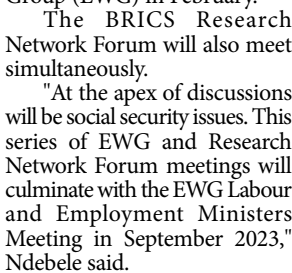 Group (EWG) in February.
The BRICS Research
Network Forum will also meet
simultaneously.
"At the apex of discussions
will be social security issues. This
series of EWG and Research
Network Forum meetings will
culminate with the EWG Labour
and Employment Ministers
Meeting in September 2023,"
Ndebele said.